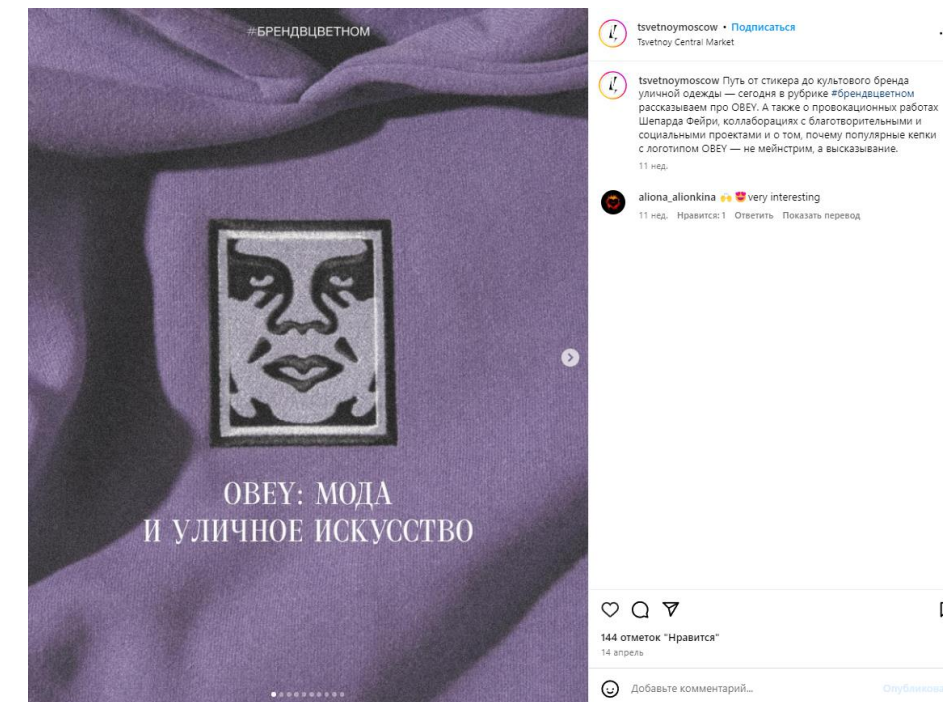 #БРЕНДВЦВЕТНОМ
OBEY: МОДА
И УЛИЧНОЕ ИСКУССТВО
tsvetnoymoscow • Подписаться
Tsvetnoy Central Market
tsvetnoymoscow Путь от стикера до культового бренда
уличной одежды — сегодня в рубрике #брендвцветном
рассказываем про OBEY. А также о провокационных работах
Шепарда Фейри, коллаборациях с благотворительными и
социальными проектами и о том, почему популярные кепки
с логотипом OBEY — не мейнстрим, а высказывание.
11 нед.
aliona_alionkina 🙌 😍very interesting
11 нед. Нравится: 1 Ответить Показать перевод
144 отметок "Нравится"
14 апрель
Добавьте комментарий...